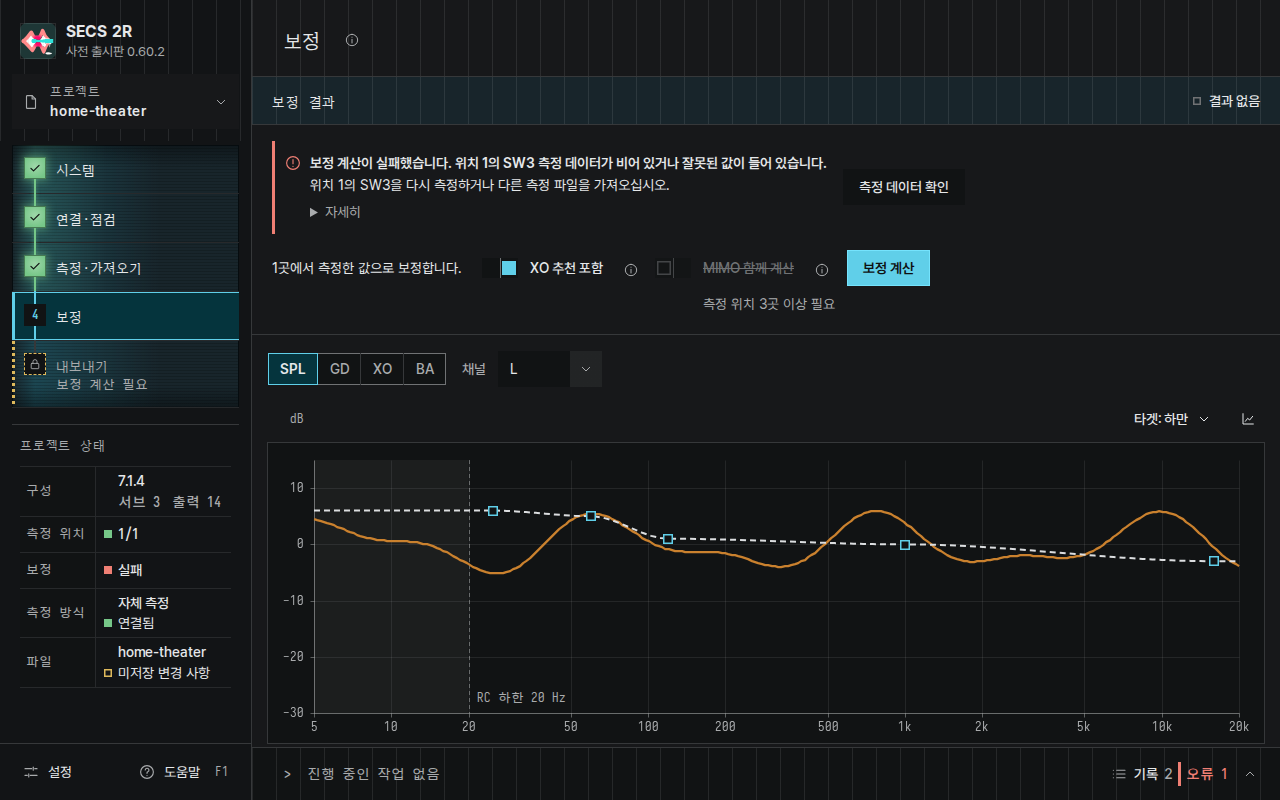 SECS 2R
사전 출시판 0.60.2
프로젝트
home-theater
시스템
연결·점검
측정·가져오기
4 보정
내보내기
보정 계산 필요
프로젝트 상태
구성 7.1.4
서브 3 출력 14
측정 위치 1/1
보정 실패
측정 방식 자체 측정
연결됨
파일 home-theater
미저장 변경 사항
설정 도움말 F1
보정
보정 결과 결과 없음
보정 계산이 실패했습니다. 위치 1의 SW3 측정 데이터가 비어 있거나 잘못된 값이 들어 있습니다.
위치 1의 SW3을 다시 측정하거나 다른 측정 파일을 가져오십시오.
▶ 자세히
측정 데이터 확인
1곳에서 측정한 값으로 보정합니다. XO 추천 포함 MIMO 함께 계산 보정 계산
측정 위치 3곳 이상 필요
SPL GD XO BA 채널 L
dB 타겟: 하만
10
0
-10
-20
-30
RC 하한 20 Hz
5 10 20 50 100 200 500 1k 2k 5k 10k 20k
> 진행 중인 작업 없음 기록 2 오류 1